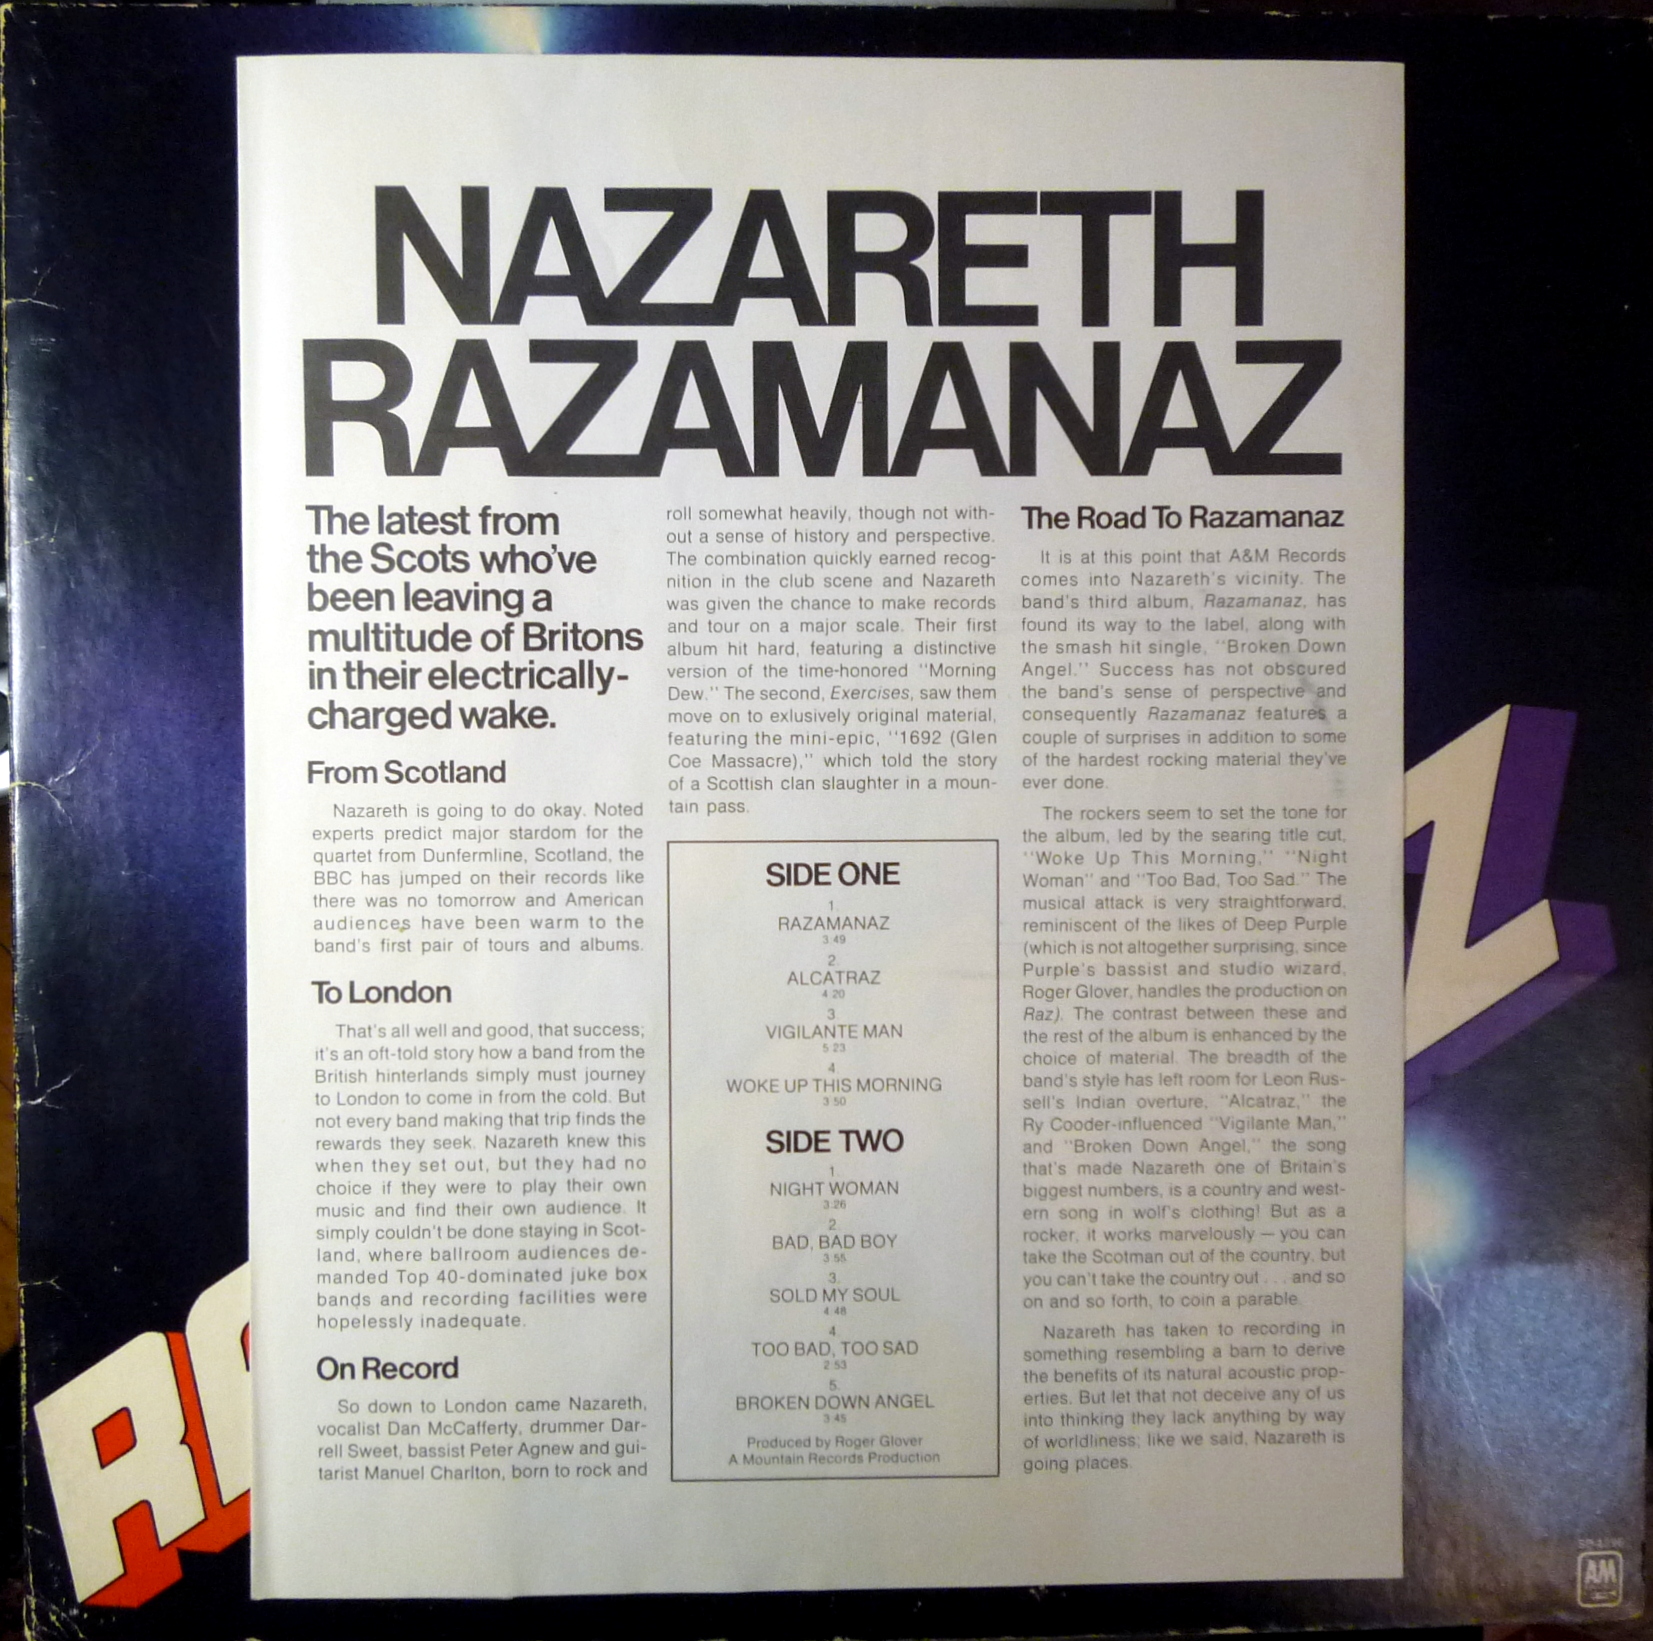 NAZARETH
RAZAMANAZ
The latest from
the Scots who've
been leaving a
multitude of Britons
in their electrically-
charged wake.
From Scotland
Nazareth is going to do okay. Noted
experts predict major stardom for the
quartet from Dunfermline, Scotland, the
BBC has jumped on their records like
there was no tomorrow and American
audiences have been warm to the
band's first pair of tours and albums.
To London
That's all well and good, that success;
it's an oft-told story how a band from the
British hinterlands simply must journey
to London to come in from the cold. But
not every band making that trip finds the
rewards they seek. Nazareth knew this
when they set out, but they had no
choice if they were to play their own
music and find their own audience. It
simply couldn't be done staying in Scot-
land, where ballroom audiences de-
manded Top 40-dominated juke box
bands and recording facilities were
hopelessly inadequate.
On Record
So down to London came Nazareth,
vocalist Dan McCafferty, drummer Dar-
rell Sweet, bassist Peter Agnew and gui-
tarist Manuel Charlton, born to rock and
roll somewhat heavily, though not with-
out a sense of history and perspective.
The combination quickly earned recog-
nition in the club scene and Nazareth
was given the chance to make records
and tour on a major scale. Their first
album hit hard, featuring a distinctive
version of the time-honored "Morning
Dew." The second, Exercises, saw them
move on to exlusively original material,
featuring the mini-epic, "1692 (Glen
Coe Massacre)," which told the story
of a Scottish clan slaughter in a moun-
tain pass.
SIDE ONE
1.
RAZAMANAZ
3:49
2.
ALCATRAZ
4:20
3.
VIGILANTE MAN
5:23
4.
WOKE UP THIS MORNING
3:50
SIDE TWO
1.
NIGHT WOMAN
3:26
2.
BAD, BAD BOY
3:55
3.
SOLD MY SOUL
4:48
4.
TOO BAD, TOO SAD
2:53
5.
BROKEN DOWN ANGEL
3:45
Produced by Roger Glover
A Mountain Records Production
The Road To Razamanaz
It is at this point that A&M Records
comes into Nazareth's vicinity. The
band's third album, Razamanaz, has
found its way to the label, along with
the smash hit single, "Broken Down
Angel." Success has not obscured
the band's sense of perspective and
consequently Razamanaz features a
couple of surprises in addition to some
of the hardest rocking material they've
ever done.
The rockers seem to set the tone for
the album, led by the searing title cut,
"Woke Up This Morning," "Night
Woman" and "Too Bad, Too Sad." The
musical attack is very straightforward,
reminiscent of the likes of Deep Purple
(which is not altogether surprising, since
Purple's bassist and studio wizard,
Roger Glover, handles the production on
Raz). The contrast between these and
the rest of the album is enhanced by the
choice of material. The breadth of the
band's style has left room for Leon Rus-
sell's Indian overture, "Alcatraz," the
Ry Cooder-influenced "Vigilante Man,"
and "Broken Down Angel," the song
that's made Nazareth one of Britain's
biggest numbers, is a country and west-
ern song in wolf's clothing! But as a
rocker, it works marvelously — you can
take the Scotman out of the country, but
you can't take the country out . . . and so
on and so forth, to coin a parable.
Nazareth has taken to recording in
something resembling a barn to derive
the benefits of its natural acoustic prop-
erties. But let that not deceive any of us
into thinking they lack anything by way
of worldliness; like we said, Nazareth is
going places.
R
Z
AM